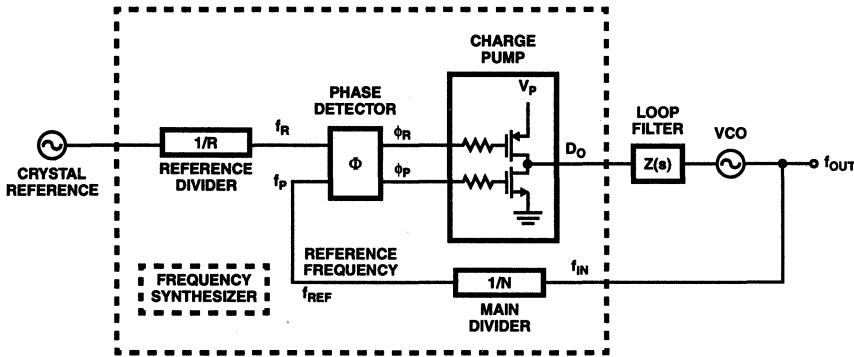 CHARGE
PUMP
V_P
PHASE
DETECTOR
LOOP
FILTER
VCO
f_R
ϕ_R
1/R
Φ
D_O
Z(s)
f_OUT
CRYSTAL
REFERENCE
REFERENCE
DIVIDER
f_P
ϕ_P
REFERENCE
FREQUENCY
f_REF
1/N
f_IN
MAIN
DIVIDER
FREQUENCY
SYNTHESIZER